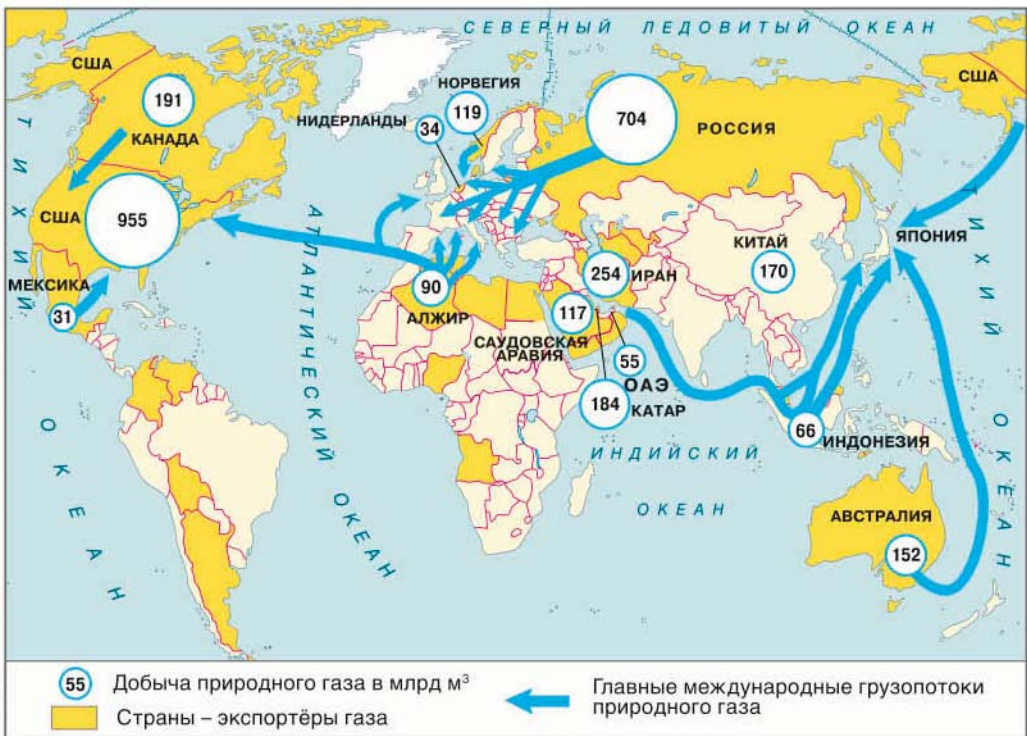 СЕВЕРНЫЙ ЛЕДОВИТЫЙ ОКЕАН
США
США
НОРВЕГИЯ
191
119
НИДЕРЛАНДЫ
34
704
РОССИЯ
КАНАДА
ТИХИЙ
ОКЕАН
США
955
АТЛАНТИЧЕСКИЙ
ОКЕАН
ТИХИЙ
ОКЕАН
ЯПОНИЯ
КИТАЙ
170
МЕКСИКА
31
90
АЛЖИР
254
ИРАН
117
САУДОВСКАЯ
АРАВИЯ
55
ОАЭ
184
КАТАР
66
ИНДОНЕЗИЯ
ИНДИЙСКИЙ
ОКЕАН
АВСТРАЛИЯ
152
55
Добыча природного газа в млрд м³
Страны – экспортёры газа
Главные международные грузопотоки
природного газа